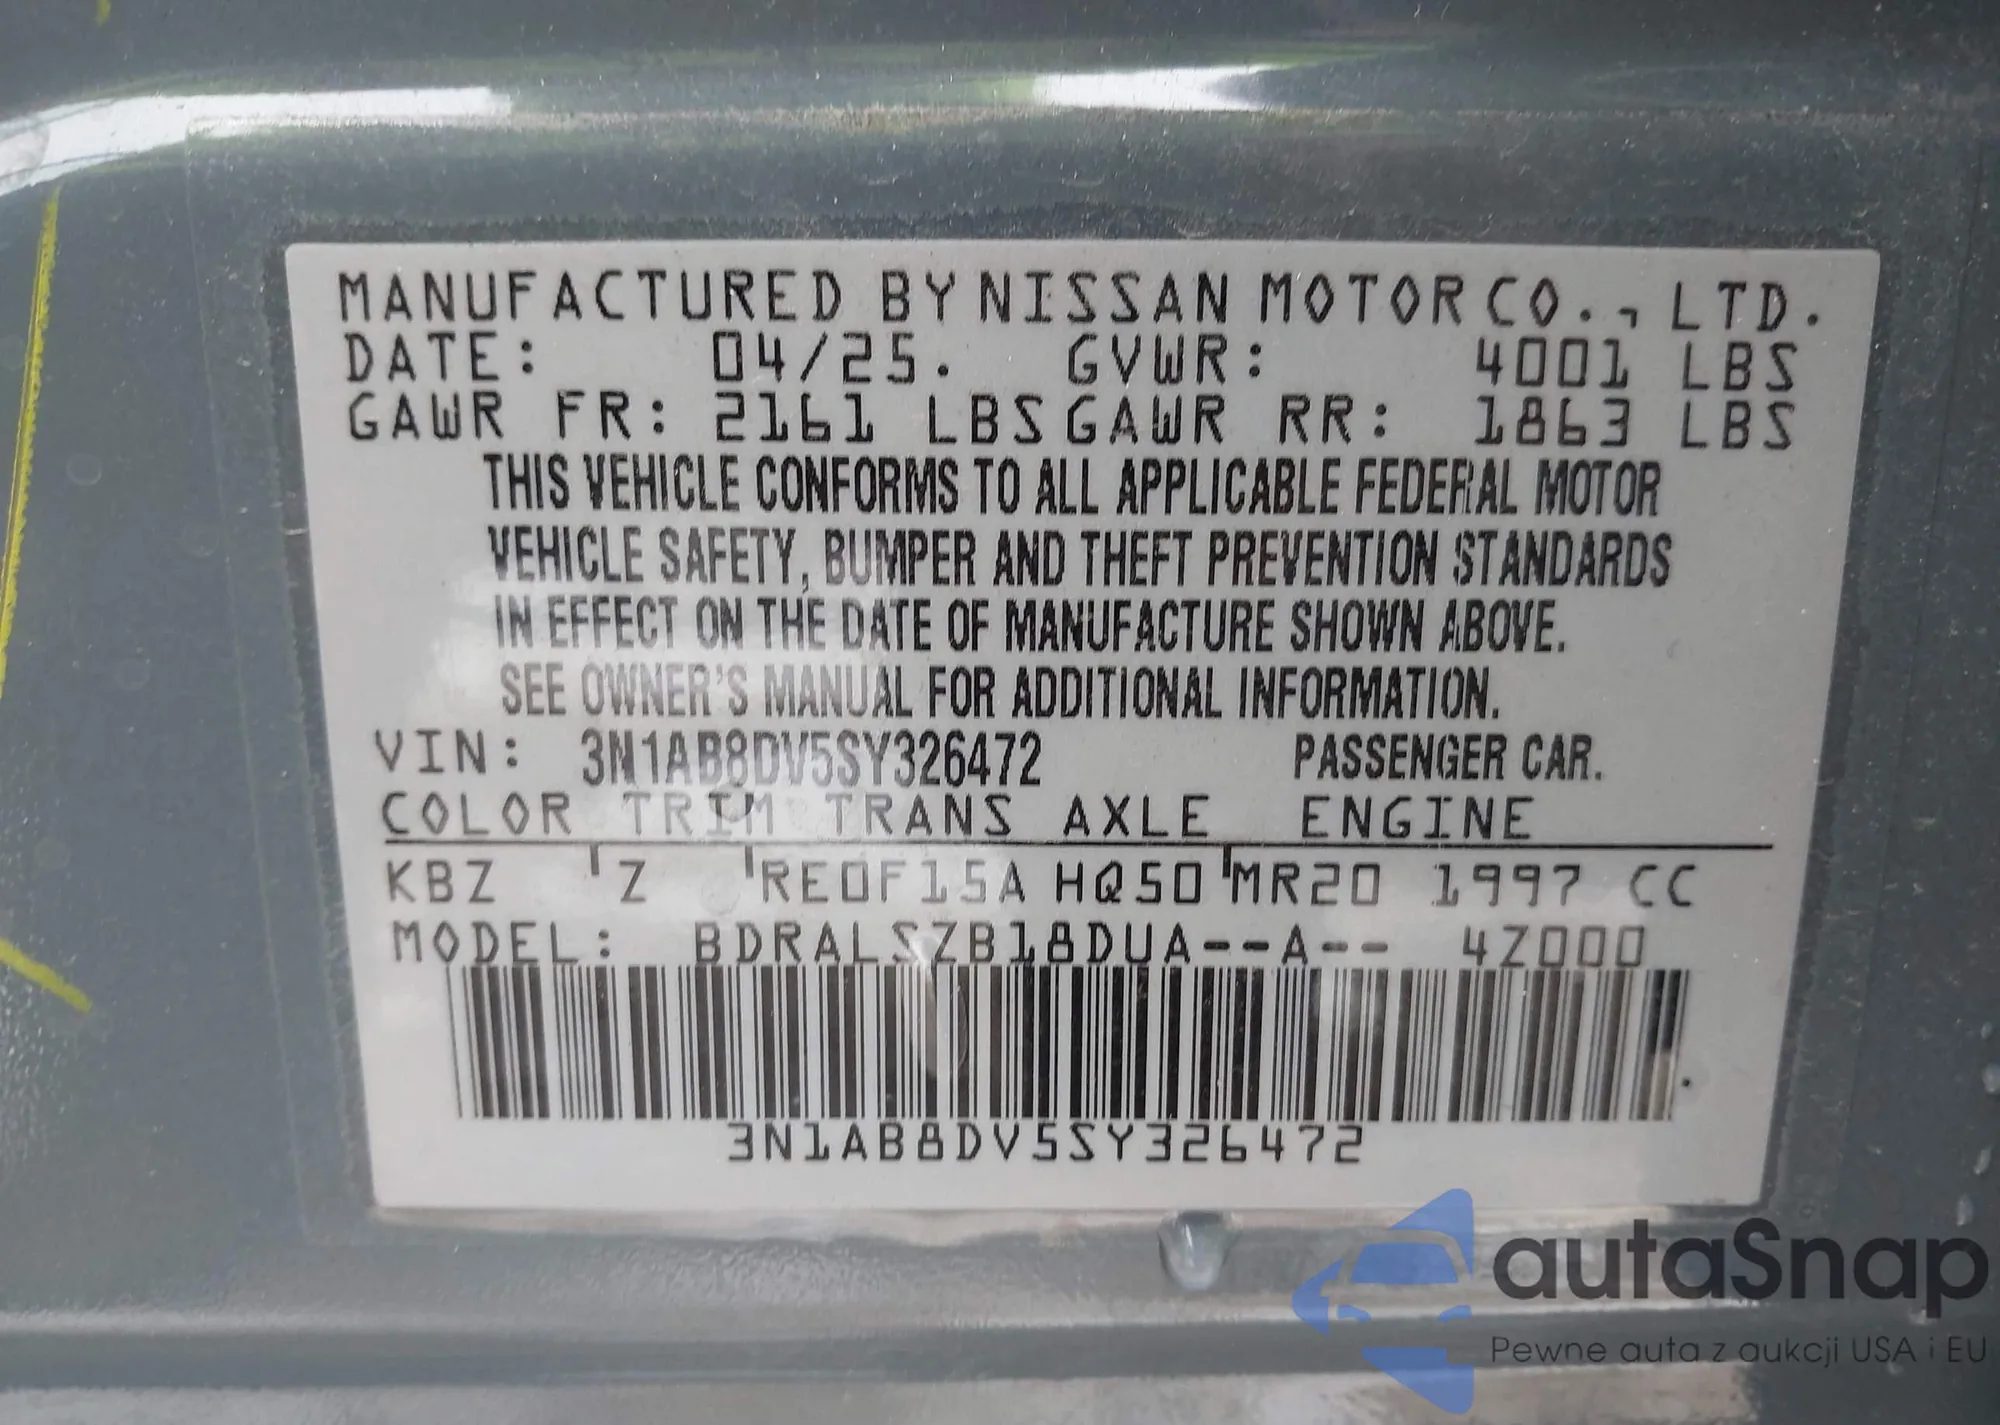 MANUFACTURED BY NISSAN MOTOR CO., LTD.
DATE: 04/25. GVWR: 4001 LBS
GAWR FR: 2161 LBS GAWR RR: 1863 LBS
THIS VEHICLE CONFORMS TO ALL APPLICABLE FEDERAL MOTOR
VEHICLE SAFETY, BUMPER AND THEFT PREVENTION STANDARDS
IN EFFECT ON THE DATE OF MANUFACTURE SHOWN ABOVE.
SEE OWNER'S MANUAL FOR ADDITIONAL INFORMATION.
VIN: 3N1AB8DV5SY326472 PASSENGER CAR.
COLOR TRIM TRANS AXLE ENGINE
KBZ Z RE0F15A HQ50 MR20 1997 CC
MODEL: BDRALSZB18DUA--A-- 4Z000
3N1AB8DV5SY326472
autaSnap
Pewne auta z aukcji USA i EU